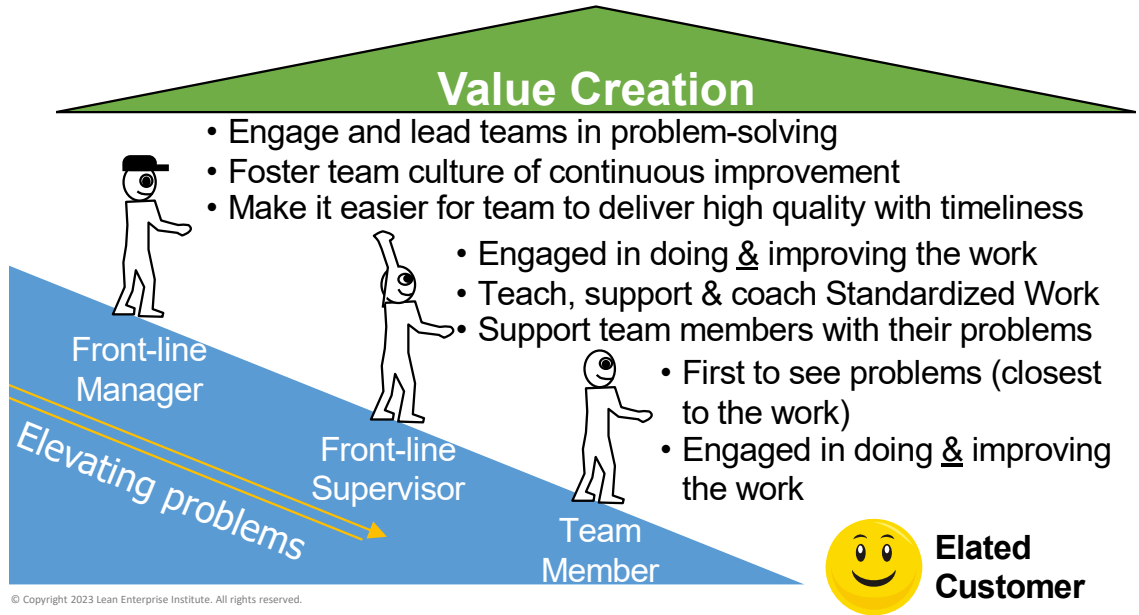 Value Creation
• Engage and lead teams in problem-solving
• Foster team culture of continuous improvement
• Make it easier for team to deliver high quality with timeliness
• Engaged in doing & improving the work
• Teach, support & coach Standardized Work
• Support team members with their problems
• First to see problems (closest
to the work)
• Engaged in doing & improving
the work
Front-line
Manager
Front-line
Supervisor
Team
Member
Elevating problems
Elated
Customer
© Copyright 2023 Lean Enterprise Institute. All rights reserved.